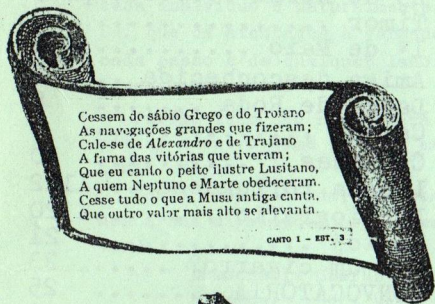 Cessem do sábio Grego e do Troiano
As navegações grandes que fizeram;
Cale-se de Alexandro e de Trajano
A fama das vitórias que tiveram;
Que eu canto o peito ilustre Lusitano,
A quem Neptuno e Marte obedeceram.
Cesse tudo o que a Musa antiga canta,
Que outro valor mais alto se alevanta.
CANTO I - EST. 3